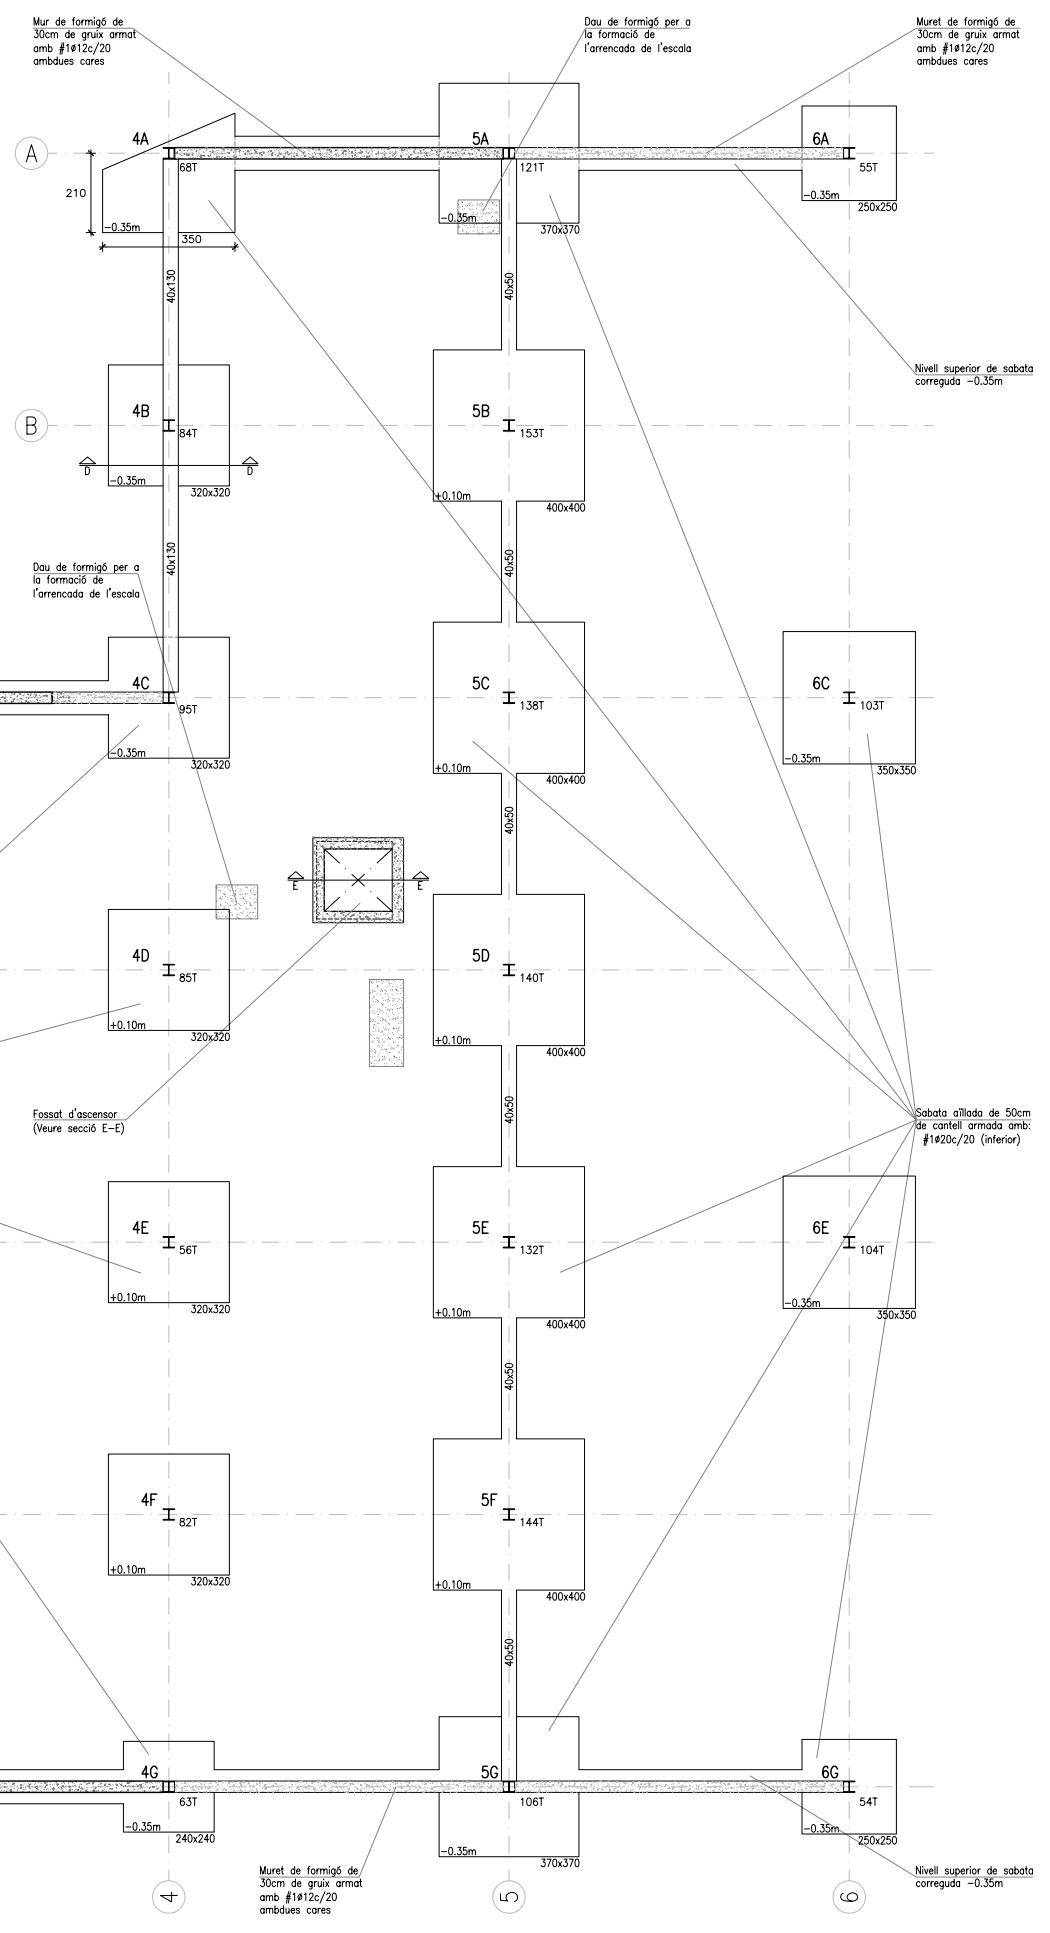 Mur de formigó de
30cm de gruix armat
amb #1ø12c/20
ambdues cares
Dau de formigó per a
la formació de
l'arrencada de l'escala
Muret de formigó de
30cm de gruix armat
amb #1ø12c/20
ambdues cares
A
4A
68T
210
-0.35m
350
5A
121T
-0.35m
370x370
6A
55T
-0.35m
250x250
40x130
40x50
Nivell superior de sabata
correguda -0.35m
B
4B
84T
D
D
-0.35m
320x320
5B
153T
+0.10m
400x400
40x130
40x50
Dau de formigó per a
la formació de
l'arrencada de l'escala
4C
95T
-0.35m
320x320
5C
138T
+0.10m
400x400
6C
103T
-0.35m
350x350
40x50
E
E
4D
85T
+0.10m
320x320
5D
140T
+0.10m
400x400
40x50
Fossat d'ascensor
(Veure secció E-E)
Sabata aïllada de 50cm
de cantell armada amb:
#1ø20c/20 (inferior)
4E
56T
+0.10m
320x320
5E
132T
+0.10m
400x400
6E
104T
-0.35m
350x350
40x50
4F
82T
+0.10m
320x320
5F
144T
+0.10m
400x400
40x50
4G
63T
-0.35m
240x240
5G
106T
-0.35m
370x370
6G
54T
-0.35m
250x250
Muret de formigó de
30cm de gruix armat
amb #1ø12c/20
ambdues cares
Nivell superior de sabata
correguda -0.35m
4
5
6